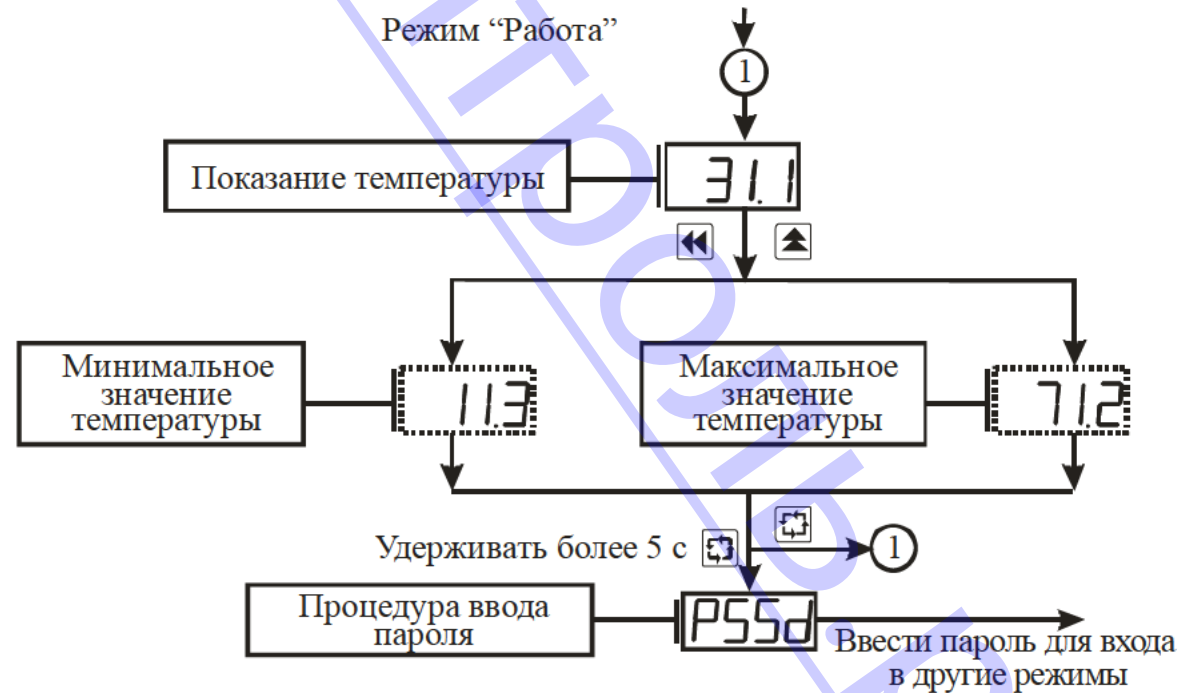 Режим “Работа”
1
Показание температуры
31.1
Минимальное
значение
температуры
11.3
Максимальное
значение
температуры
71.2
Удерживать более 5 с
1
Процедура ввода
пароля
PSSd
Ввести пароль для входа
в другие режимы